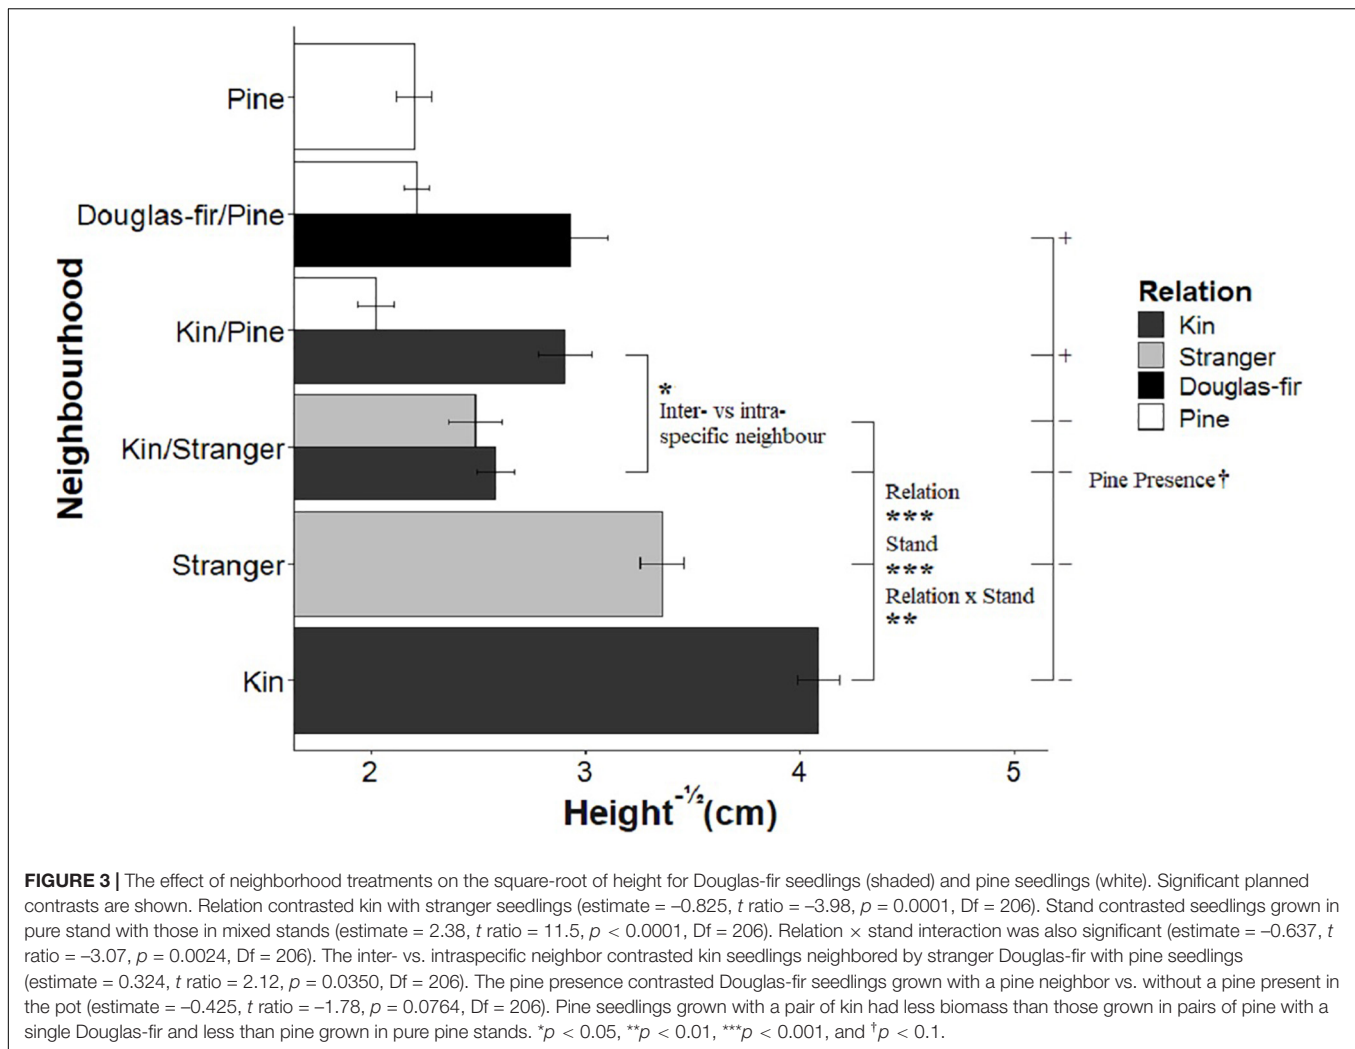 Pine
Douglas-fir/Pine
Kin/Pine
Kin/Stranger
Stranger
Kin
Neighbourhood
2 3 4 5
Height^-½(cm)
*
Inter- vs intra-
specific neighbour
Relation
***
Stand
***
Relation x Stand
**
+
+
–
–
–
–
Pine Presence†
Relation
Kin
Stranger
Douglas-fir
Pine
FIGURE 3 | The effect of neighborhood treatments on the square-root of height for Douglas-fir seedlings (shaded) and pine seedlings (white). Significant planned
contrasts are shown. Relation contrasted kin with stranger seedlings (estimate = –0.825, t ratio = –3.98, p = 0.0001, Df = 206). Stand contrasted seedlings grown in
pure stand with those in mixed stands (estimate = 2.38, t ratio = 11.5, p < 0.0001, Df = 206). Relation × stand interaction was also significant (estimate = –0.637, t
ratio = –3.07, p = 0.0024, Df = 206). The inter- vs. intraspecific neighbor contrasted kin seedlings neighbored by stranger Douglas-fir with pine seedlings
(estimate = 0.324, t ratio = 2.12, p = 0.0350, Df = 206). The pine presence contrasted Douglas-fir seedlings grown with a pine neighbor vs. without a pine present in
the pot (estimate = –0.425, t ratio = –1.78, p = 0.0764, Df = 206). Pine seedlings grown with a pair of kin had less biomass than those grown in pairs of pine with a
single Douglas-fir and less than pine grown in pure pine stands. *p < 0.05, **p < 0.01, ***p < 0.001, and †p < 0.1.